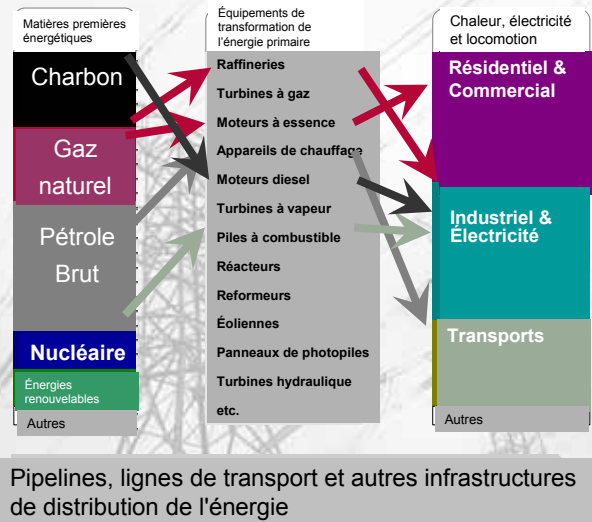 Matières premières
énergétiques
Charbon
Gaz
naturel
Pétrole
Brut
Nucléaire
Énergies
renouvelables
Autres
Équipements de
transformation de
l'énergie primaire
Raffineries
Turbines à gaz
Moteurs à essence
Appareils de chauffage
Moteurs diesel
Turbines à vapeur
Piles à combustible
Réacteurs
Reformeurs
Éoliennes
Panneaux de photopiles
Turbines hydraulique
etc.
Chaleur, électricité
et locomotion
Résidentiel &
Commercial
Industriel &
Électricité
Transports
Autres
Pipelines, lignes de transport et autres infrastructures
de distribution de l'énergie